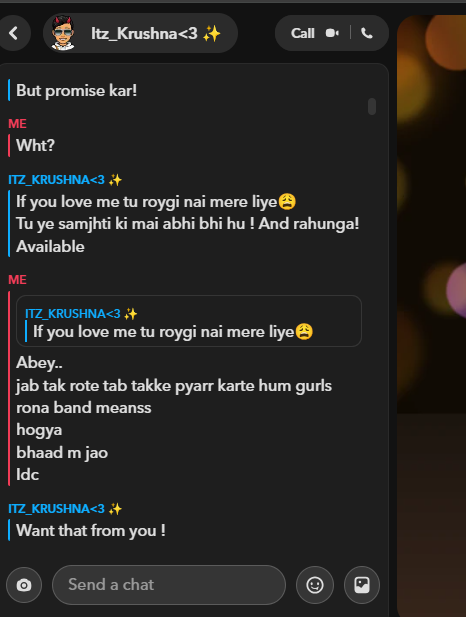 Itz_Krushna<3 ✨
Call
But promise kar!
ME
Wht?
ITZ_KRUSHNA<3 ✨
If you love me tu roygi nai mere liye😩
Tu ye samjhti ki mai abhi bhi hu ! And rahunga!
Available
ME
ITZ_KRUSHNA<3 ✨
If you love me tu roygi nai mere liye😩
Abey..
jab tak rote tab takke pyarr karte hum gurls
rona band meanss
hogya
bhaad m jao
Idc
ITZ_KRUSHNA<3 ✨
Want that from you !
Send a chat